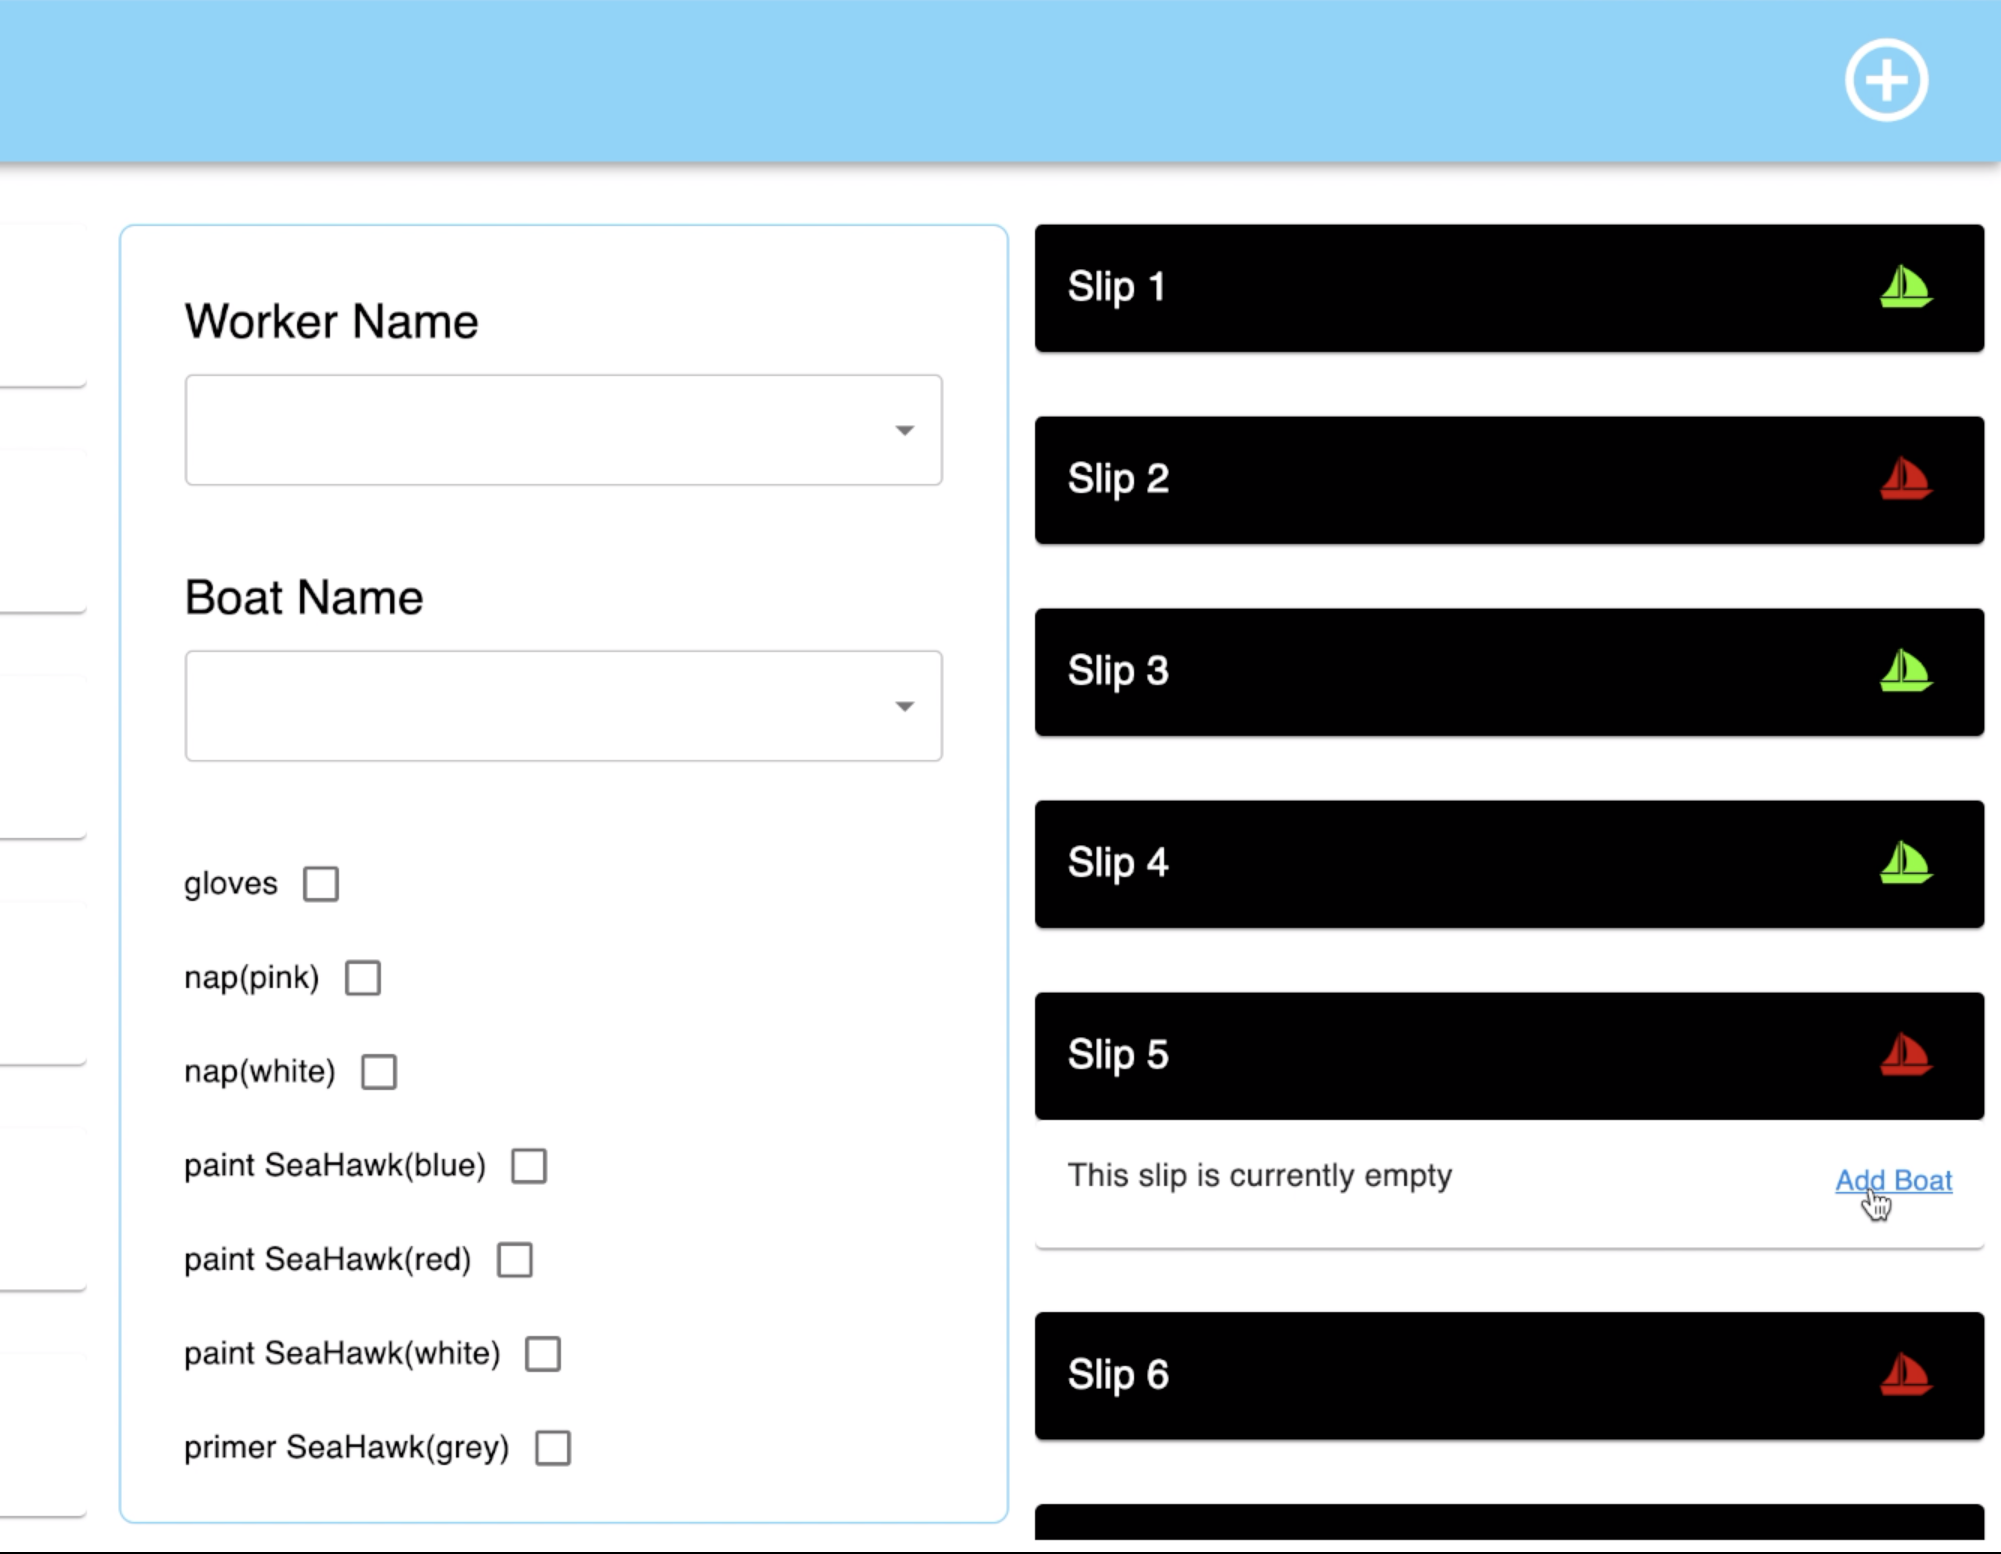 Worker Name
Boat Name
gloves
nap(pink)
nap(white)
paint SeaHawk(blue)
paint SeaHawk(red)
paint SeaHawk(white)
primer SeaHawk(grey)
Slip 1
Slip 2
Slip 3
Slip 4
Slip 5
This slip is currently empty
Add Boat
Slip 6